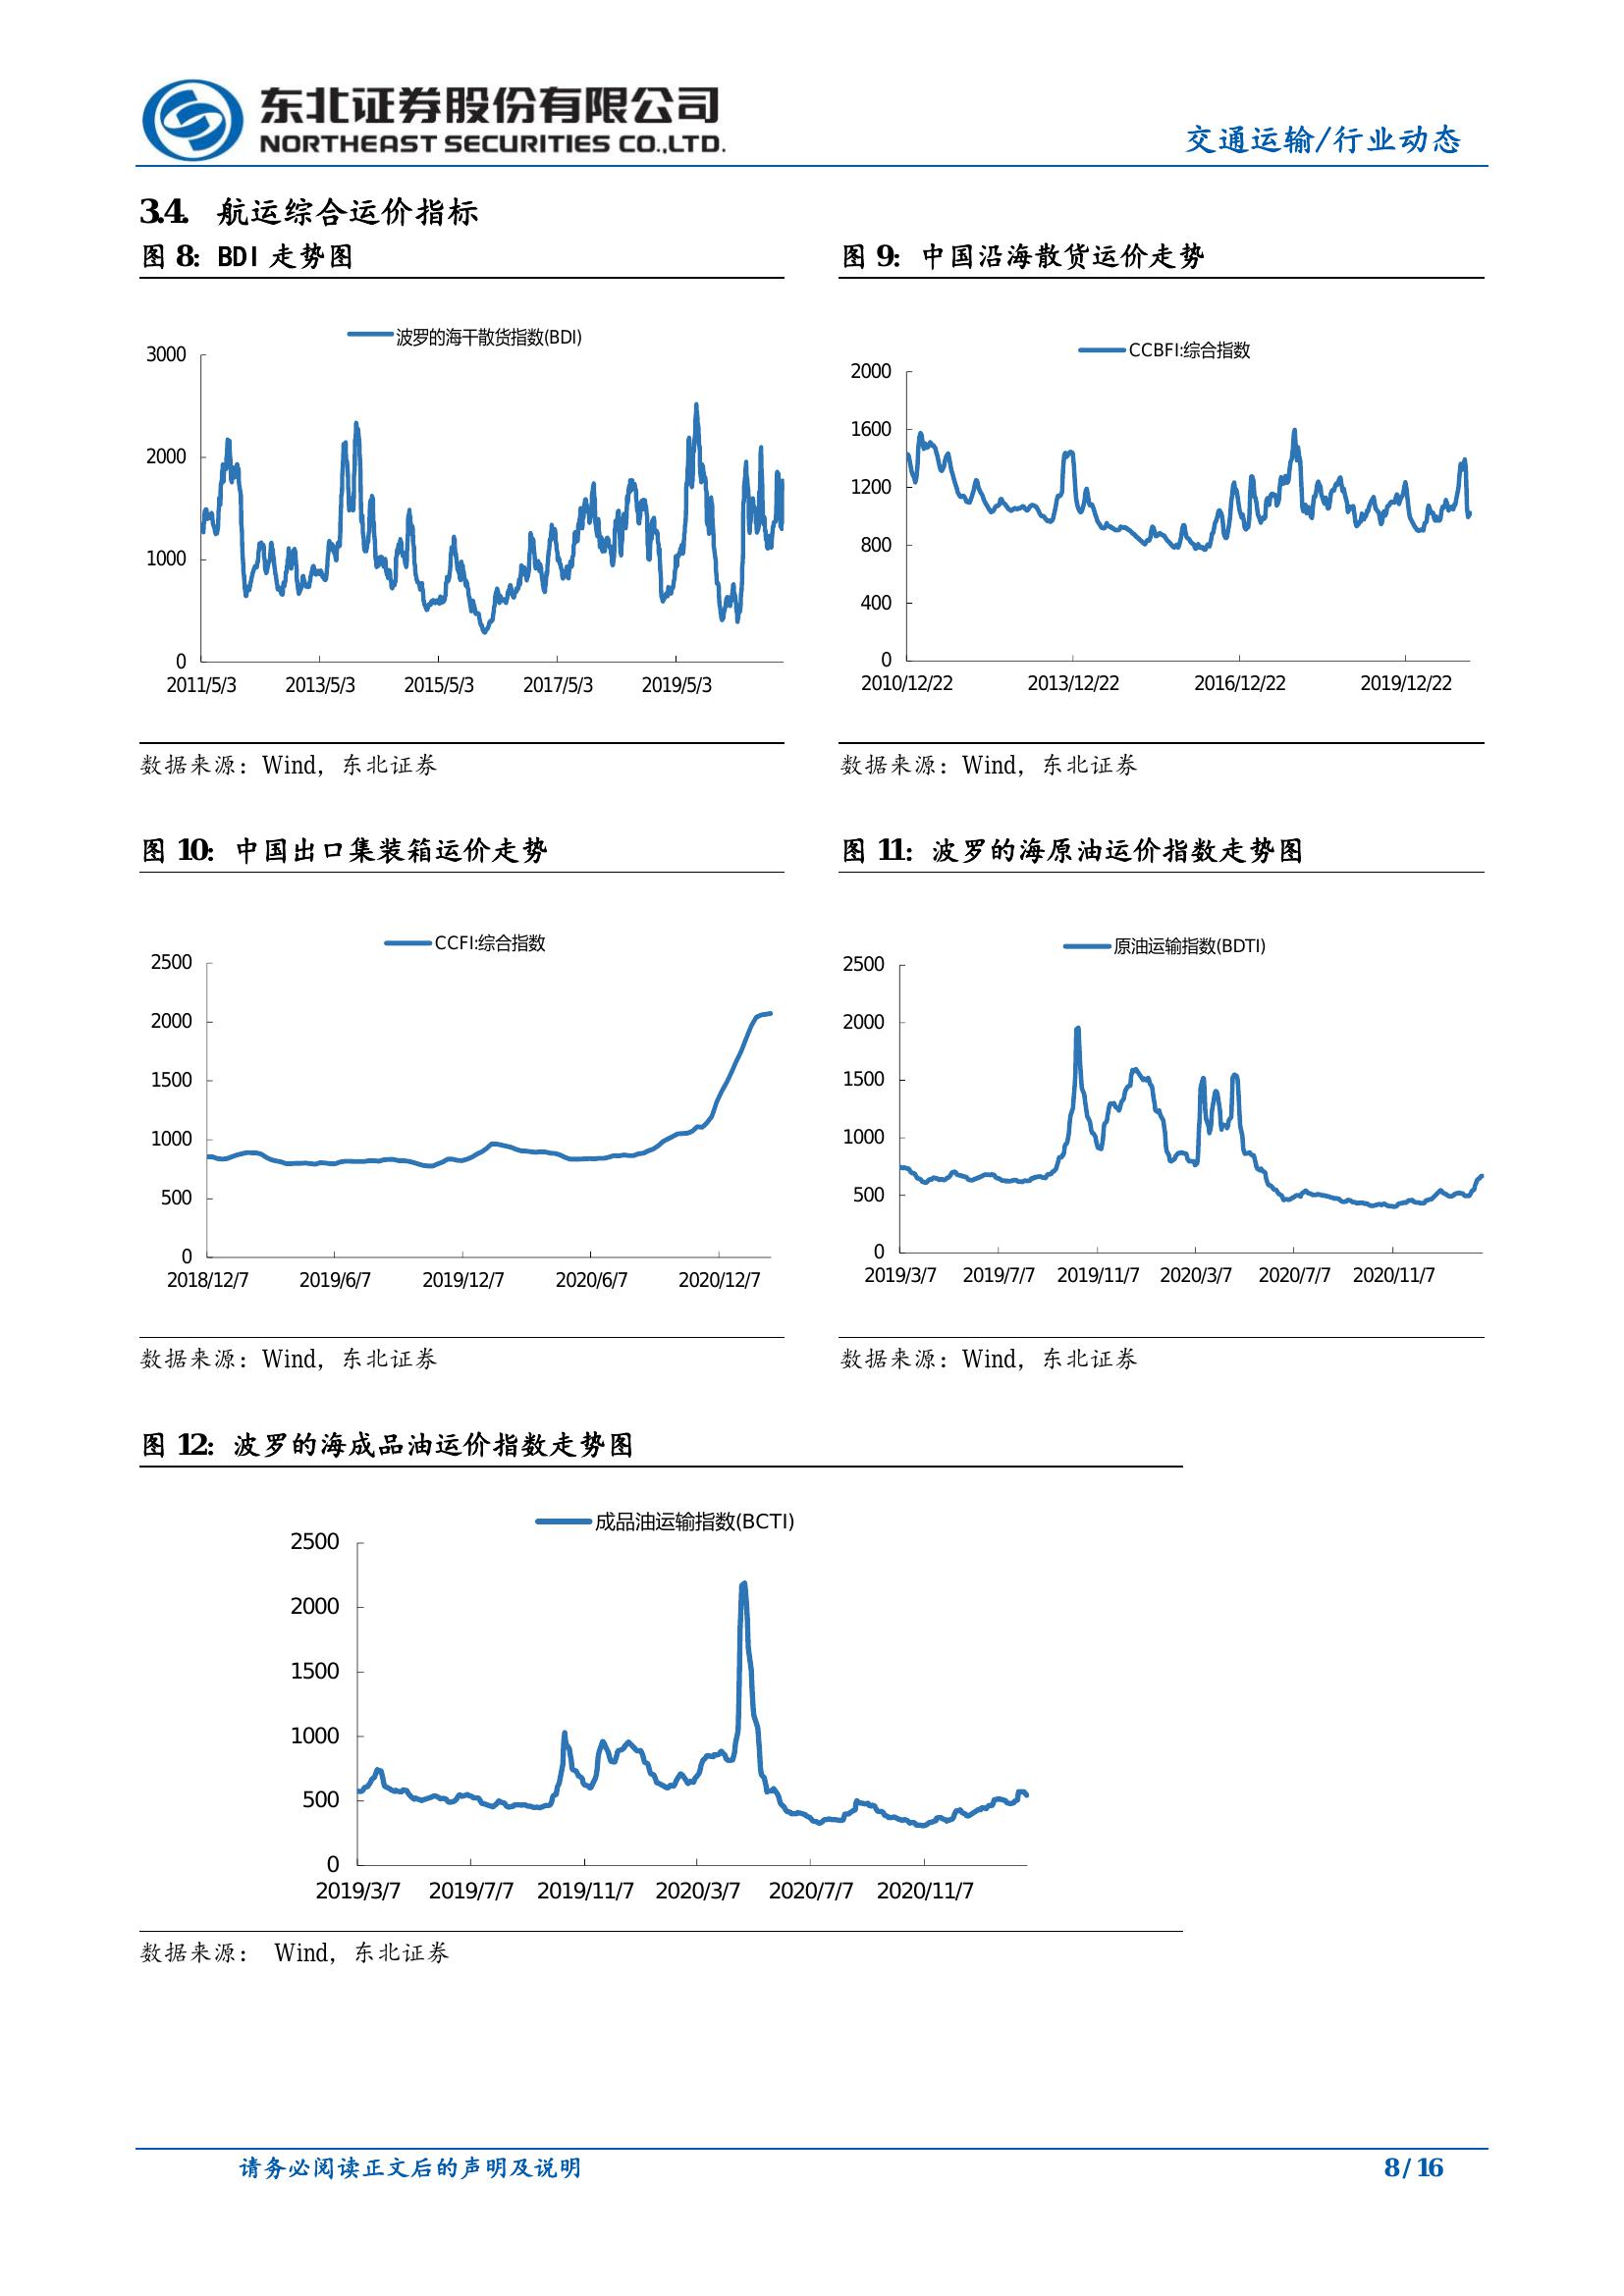 东北证券股份有限公司
NORTHEAST SECURITIES CO.,LTD.
交通运输/行业动态
3.4. 航运综合运价指标
图 8: BDI 走势图
波罗的海干散货指数(BDI)
3000
2000
1000
0
2011/5/3 2013/5/3 2015/5/3 2017/5/3 2019/5/3
数据来源：Wind，东北证券
图 9: 中国沿海散货运价走势
CCBFI:综合指数
2000
1600
1200
800
400
0
2010/12/22 2013/12/22 2016/12/22 2019/12/22
数据来源：Wind，东北证券
图 10: 中国出口集装箱运价走势
CCFI:综合指数
2500
2000
1500
1000
500
0
2018/12/7 2019/6/7 2019/12/7 2020/6/7 2020/12/7
数据来源：Wind，东北证券
图 11: 波罗的海原油运价指数走势图
原油运输指数(BDTI)
2500
2000
1500
1000
500
0
2019/3/7 2019/7/7 2019/11/7 2020/3/7 2020/7/7 2020/11/7
数据来源：Wind，东北证券
图 12: 波罗的海成品油运价指数走势图
成品油运输指数(BCTI)
2500
2000
1500
1000
500
0
2019/3/7 2019/7/7 2019/11/7 2020/3/7 2020/7/7 2020/11/7
数据来源： Wind，东北证券
请务必阅读正文后的声明及说明
8 / 16